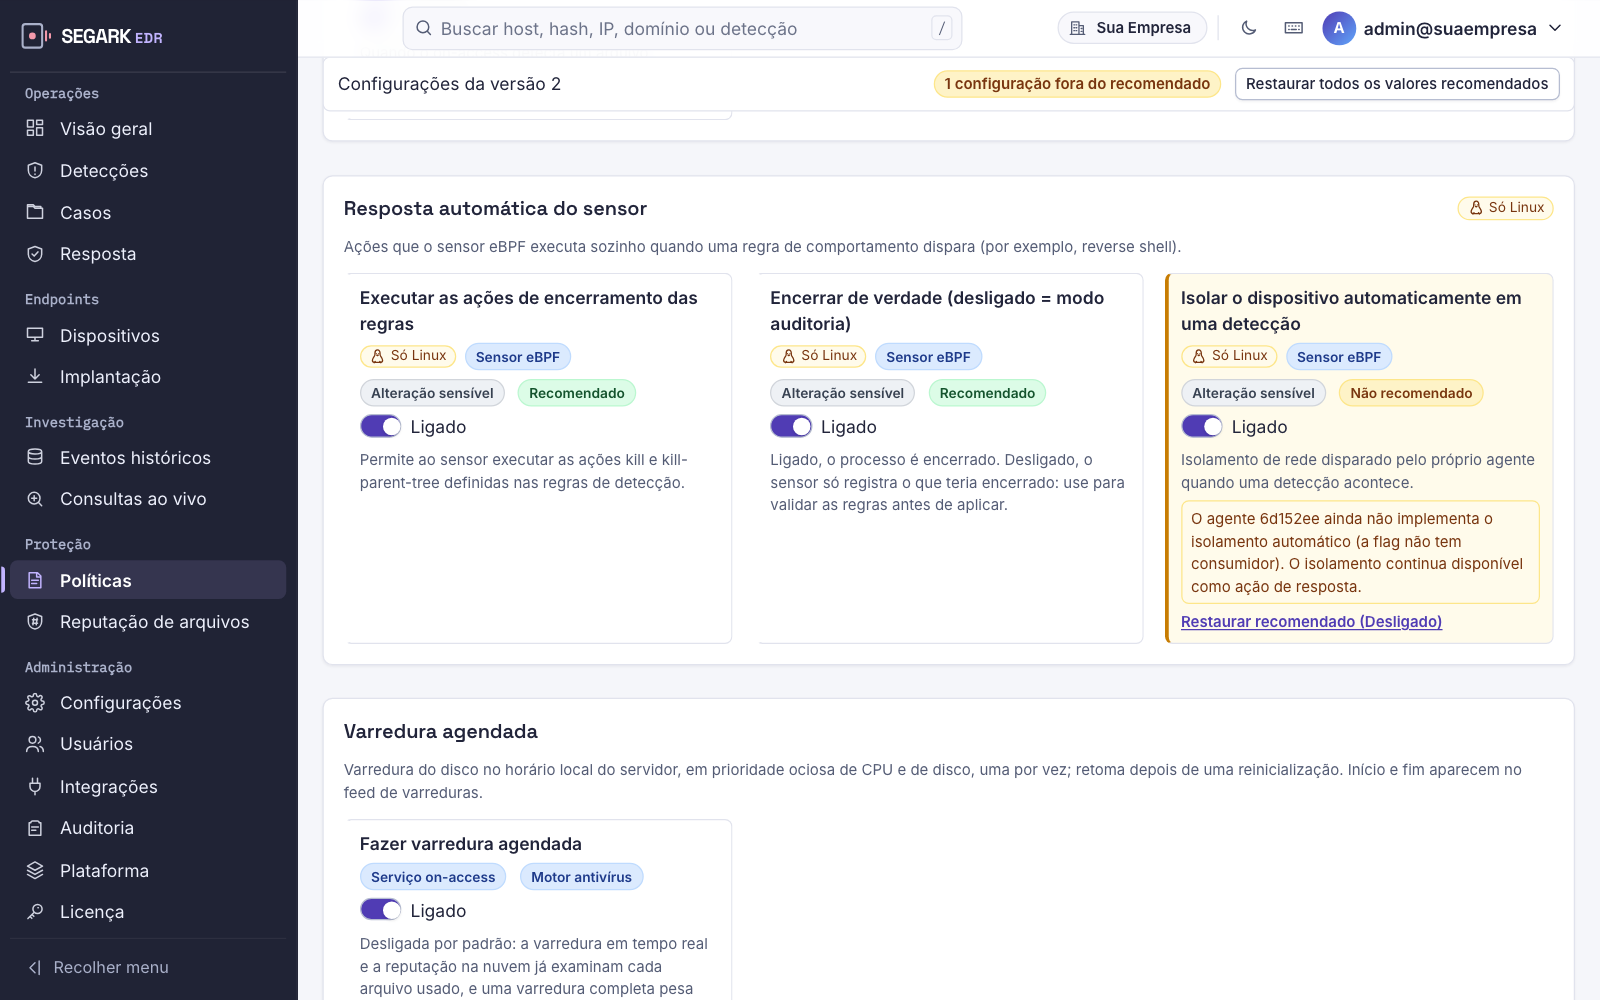 SEGARK EDR
Buscar host, hash, IP, domínio ou detecção
/
Sua Empresa
A
admin@suaempresa
Operações
Visão geral
Detecções
Casos
Resposta
Endpoints
Dispositivos
Implantação
Investigação
Eventos históricos
Consultas ao vivo
Proteção
Políticas
Reputação de arquivos
Administração
Configurações
Usuários
Integrações
Auditoria
Plataforma
Licença
Recolher menu
Configurações da versão 2
1 configuração fora do recomendado
Restaurar todos os valores recomendados
Resposta automática do sensor
Só Linux
Ações que o sensor eBPF executa sozinho quando uma regra de comportamento dispara (por exemplo, reverse shell).
Executar as ações de encerramento das
regras
Só Linux
Sensor eBPF
Alteração sensível
Recomendado
Ligado
Permite ao sensor executar as ações kill e kill-
parent-tree definidas nas regras de detecção.
Encerrar de verdade (desligado = modo
auditoria)
Só Linux
Sensor eBPF
Alteração sensível
Recomendado
Ligado
Ligado, o processo é encerrado. Desligado, o
sensor só registra o que teria encerrado: use para
validar as regras antes de aplicar.
Isolar o dispositivo automaticamente em
uma detecção
Só Linux
Sensor eBPF
Alteração sensível
Não recomendado
Ligado
Isolamento de rede disparado pelo próprio agente
quando uma detecção acontece.
O agente 6d152ee ainda não implementa o
isolamento automático (a flag não tem
consumidor). O isolamento continua disponível
como ação de resposta.
Restaurar recomendado (Desligado)
Varredura agendada
Varredura do disco no horário local do servidor, em prioridade ociosa de CPU e de disco, uma por vez; retoma depois de uma reinicialização. Início e fim aparecem no
feed de varreduras.
Fazer varredura agendada
Serviço on-access
Motor antivírus
Ligado
Desligada por padrão: a varredura em tempo real
e a reputação na nuvem já examinam cada
arquivo usado, e uma varredura completa pesa